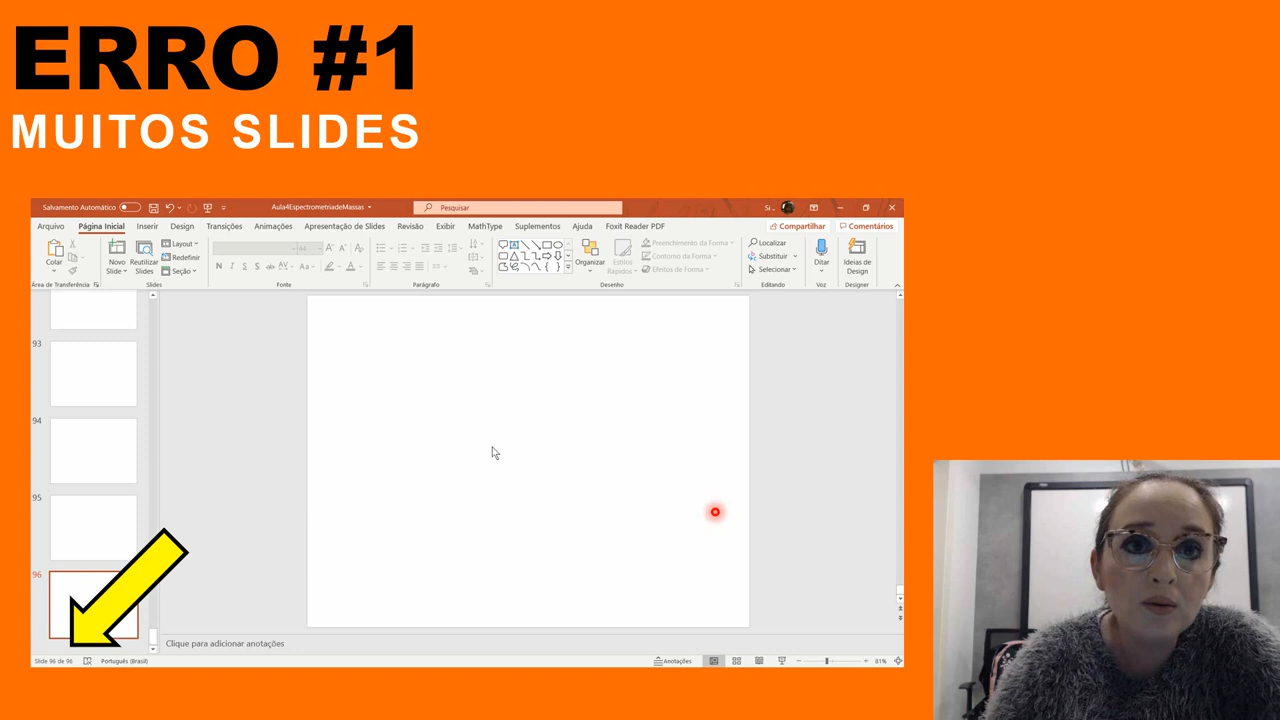 ERRO #1
MUITOS SLIDES
Salvamento Automático
Aula4EspectrometriadeMassas
Pesquisar
Si..
Arquivo Página Inicial Inserir Design Transições Animações Apresentação de Slides Revisão Exibir MathType Suplementos Ajuda Foxit Reader PDF Compartilhar Comentários
Colar
Novo Slide
Reutilizar Slides
Layout
Redefinir
Seção
N I S S AV Aa A
Organizar
Estilos Rápidos
Preenchimento da Forma
Contorno da Forma
Efeitos de Forma
Localizar
Substituir
Selecionar
Ditar
Ideias de Design
Área de Transferência Slides Fonte Parágrafo Desenho Editando Voz Designer
93
94
95
96
Clique para adicionar anotações
Slide 96 de 96 Português (Brasil) Anotações 81%